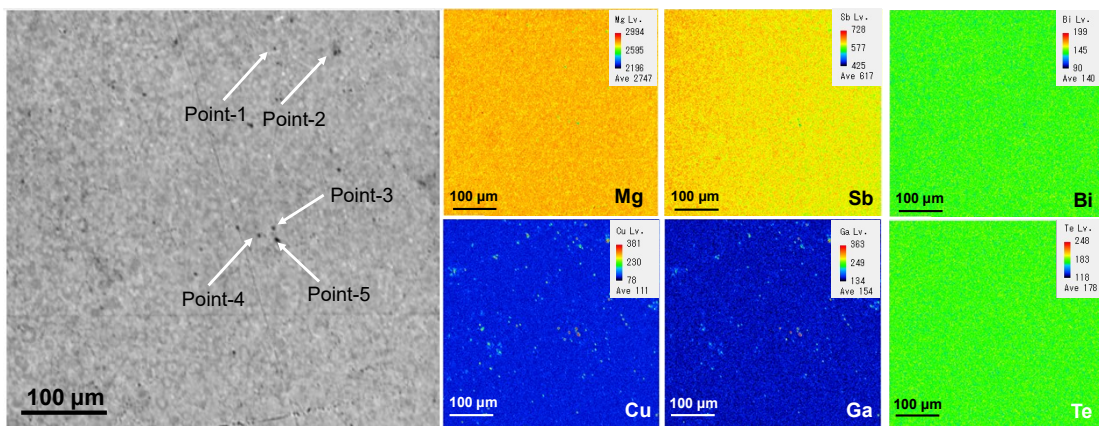 Point-1
Point-2
Point-3
Point-4
Point-5
100 µm
Mg Lv.
2994
2595
2196
Ave 2747
100 µm
Mg
Sb Lv.
728
577
425
Ave 617
100 µm
Sb
Bi Lv.
199
145
90
Ave 140
100 µm
Bi
Cu Lv.
381
230
78
Ave 111
100 µm
Cu
Ga Lv.
363
249
134
Ave 154
100 µm
Ga
Te Lv.
248
183
118
Ave 178
100 µm
Te